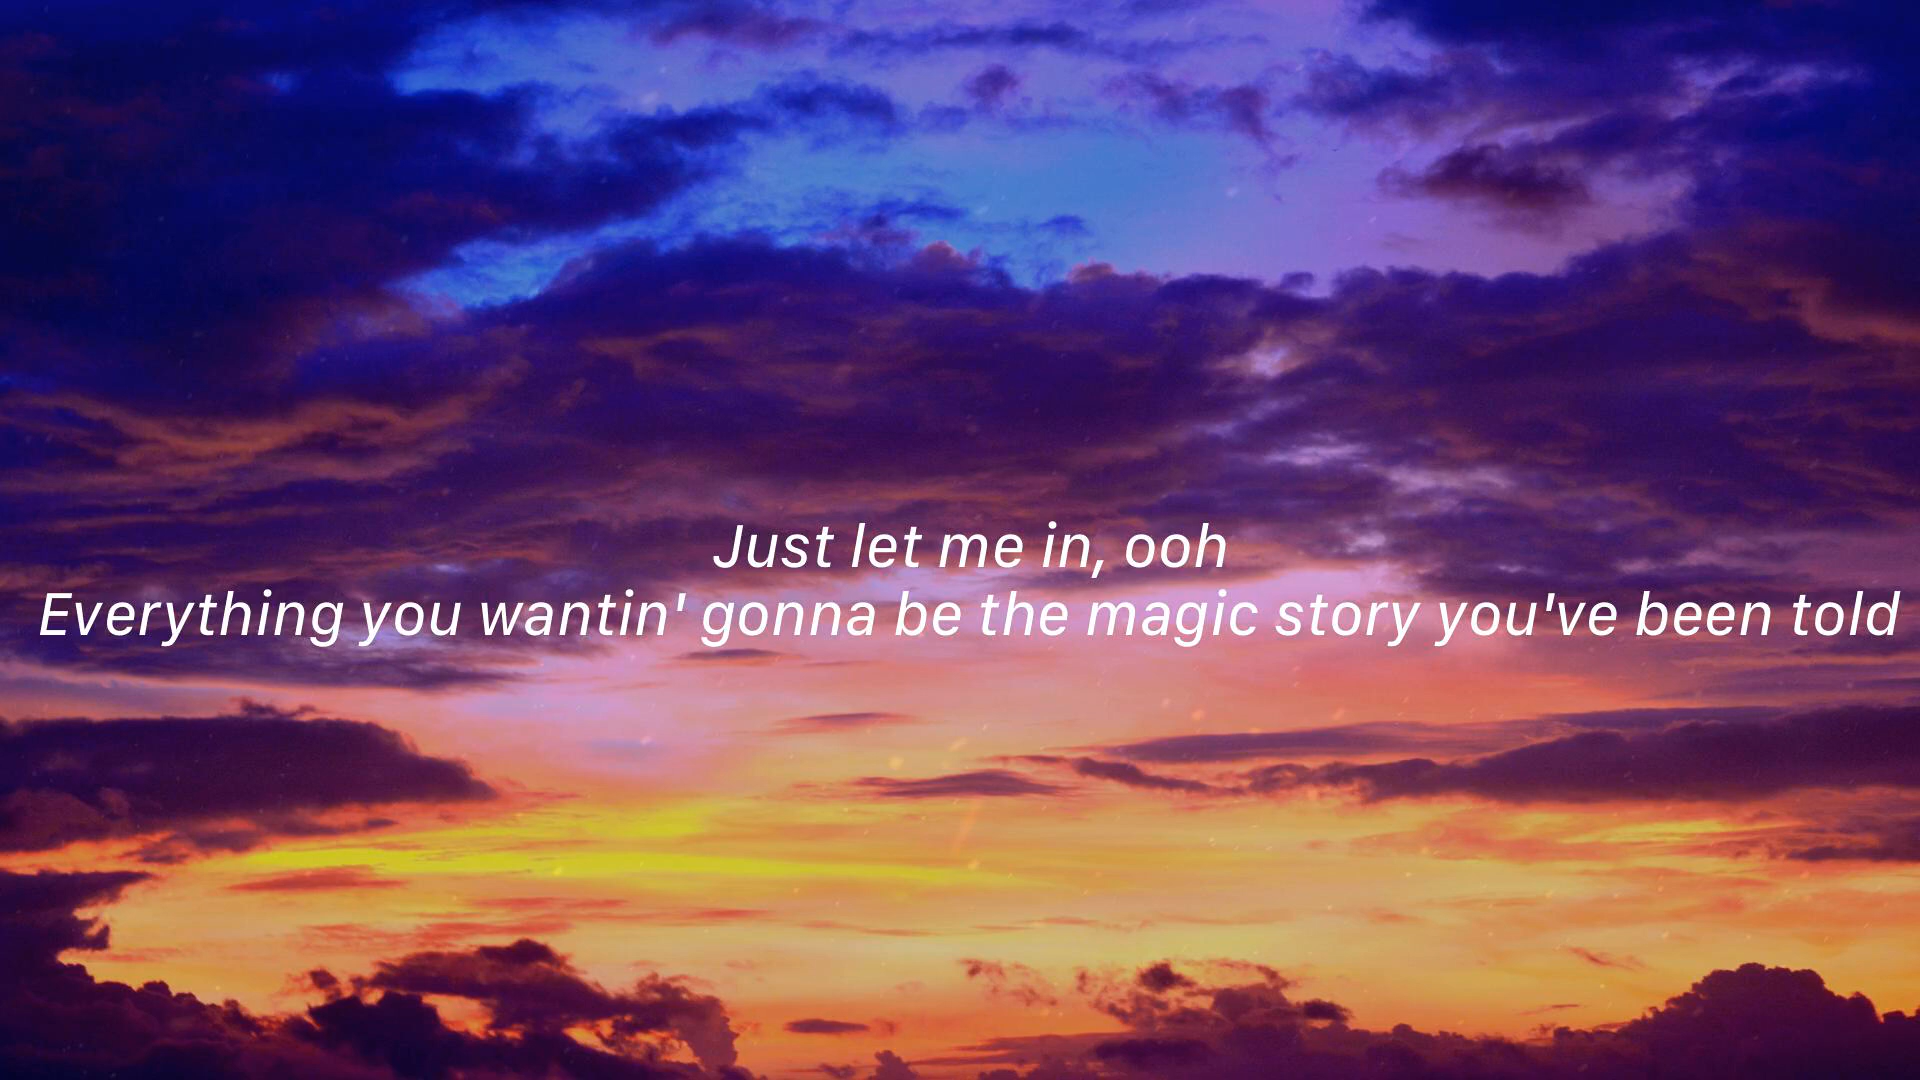 Just let me in, ooh
Everything you wantin' gonna be the magic story you've been told